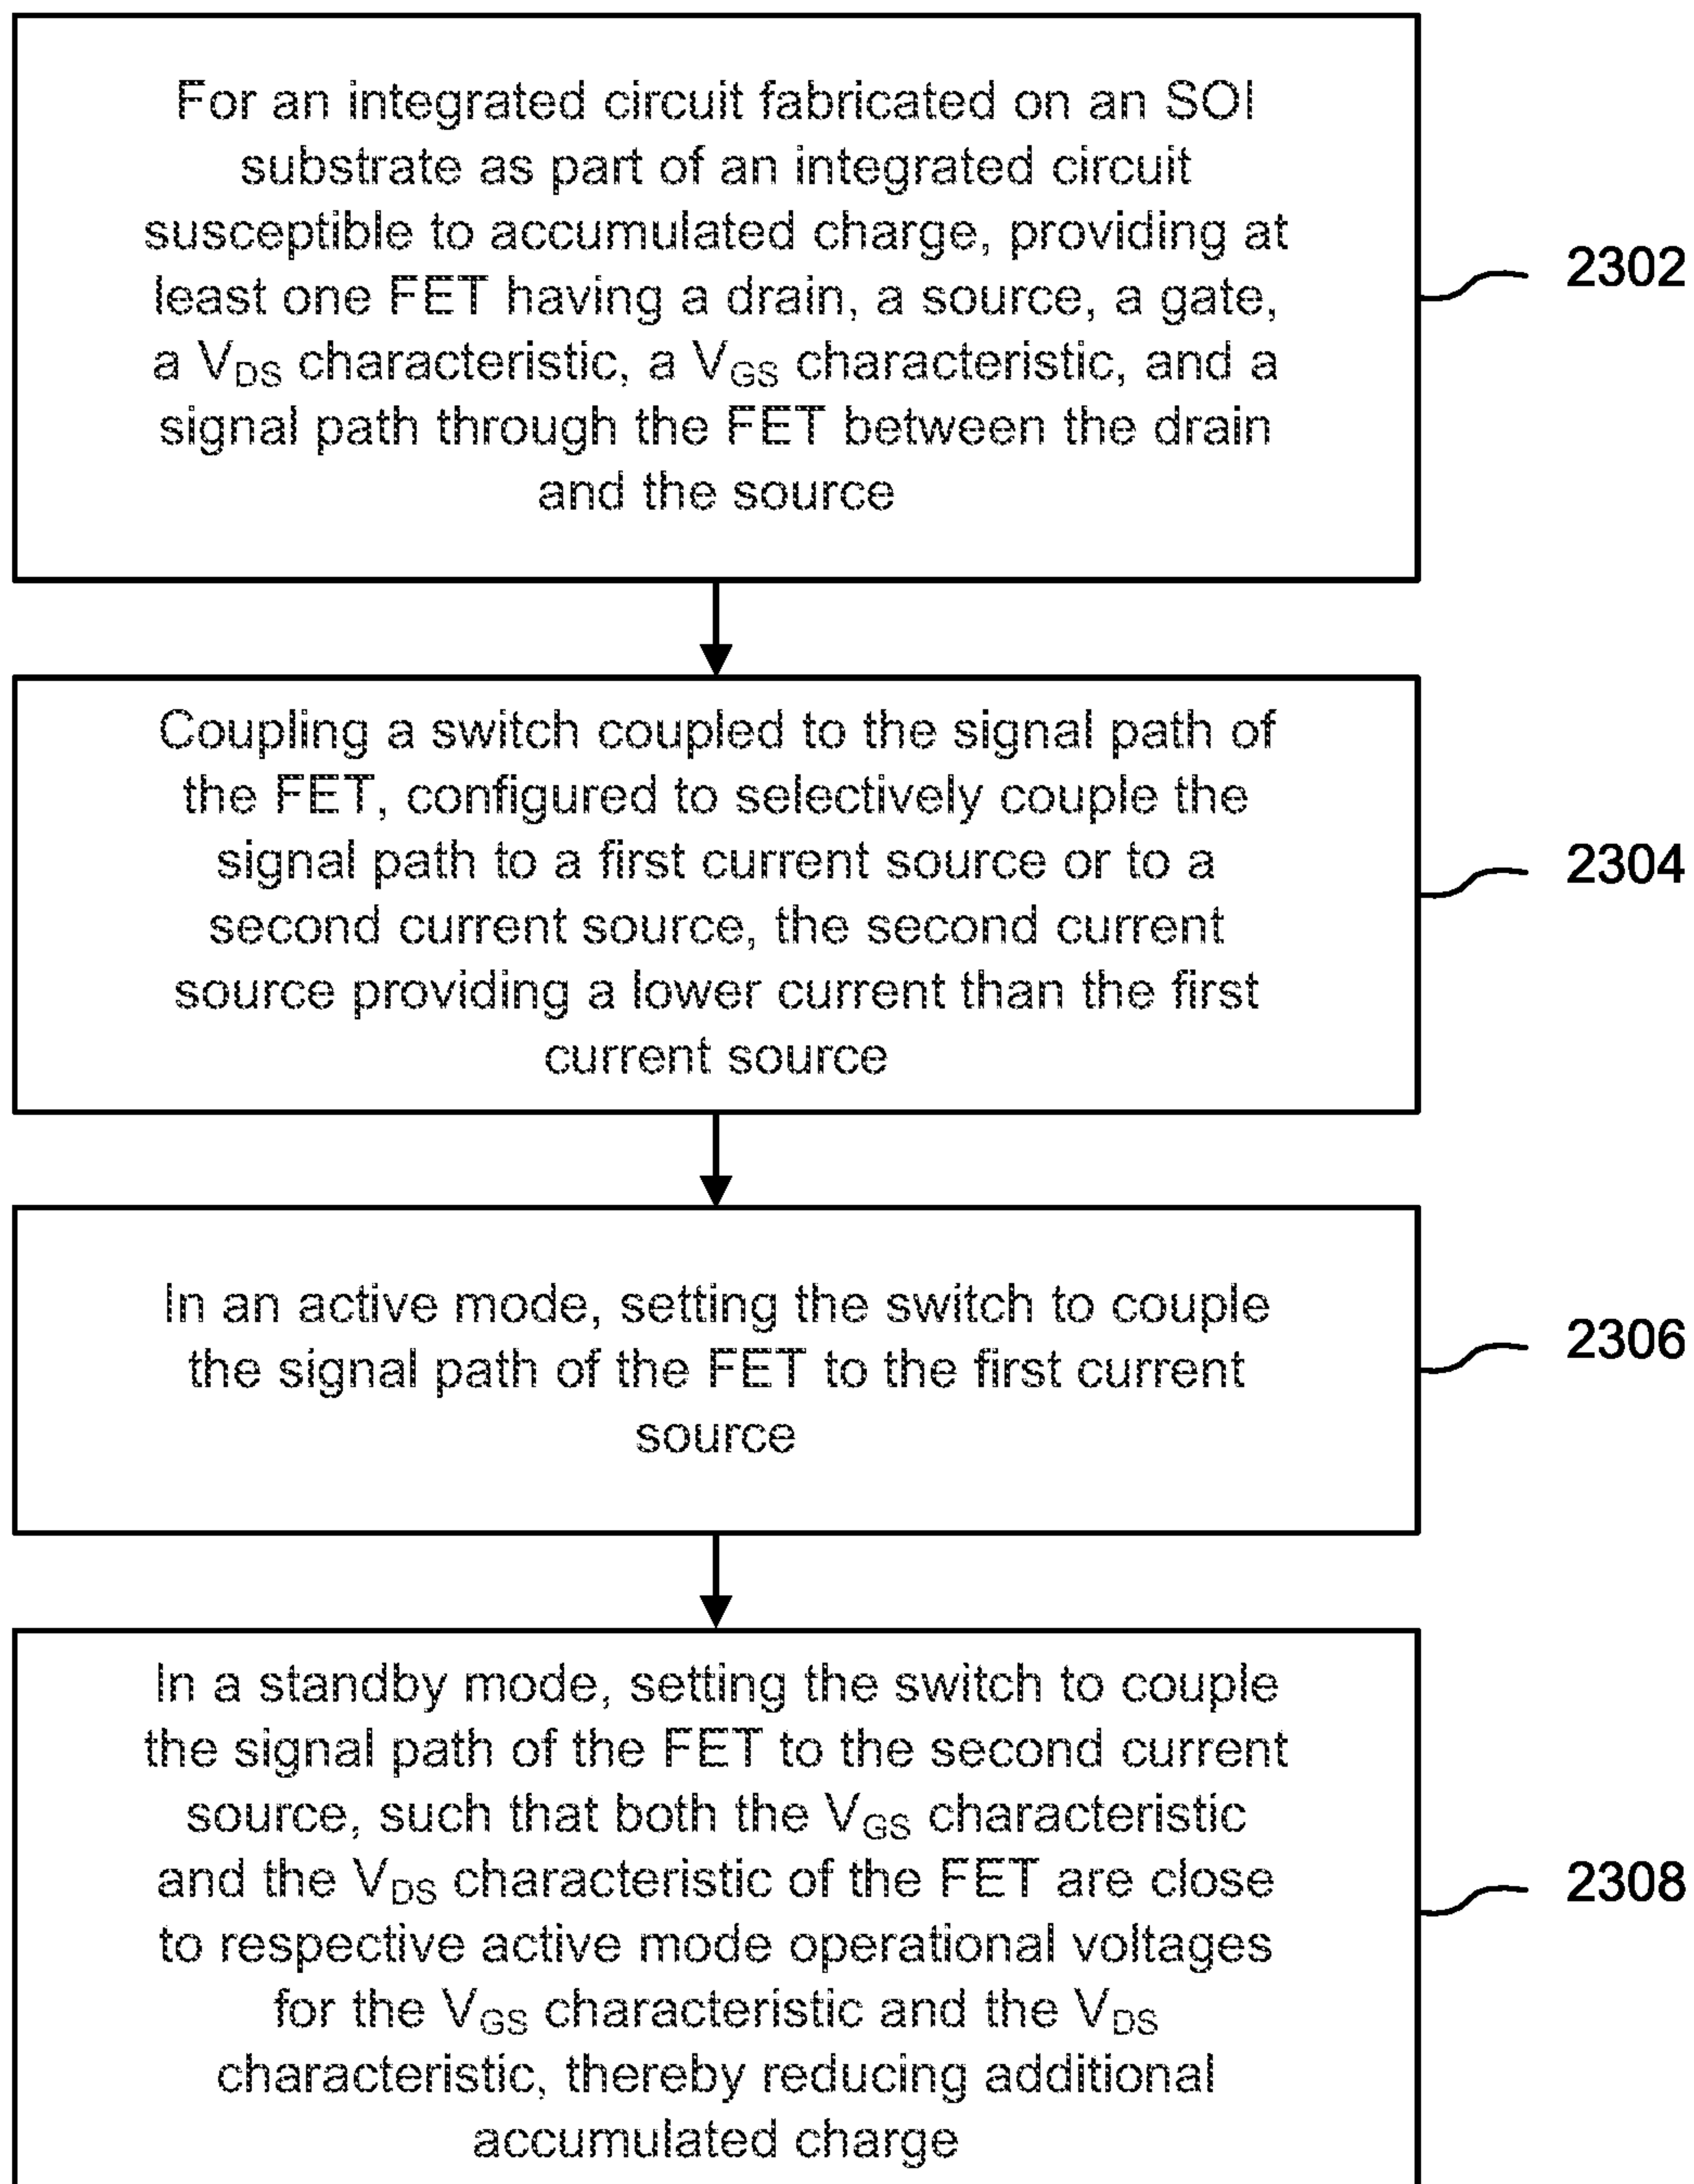 For an integrated circuit fabricated on an SOI
substrate as part of an integrated circuit
susceptible to accumulated charge, providing at
least one FET having a drain, a source, a gate,
a VDS characteristic, a VGS characteristic, and a
signal path through the FET between the drain
and the source
2302
Coupling a switch coupled to the signal path of
the FET, configured to selectively couple the
signal path to a first current source or to a
second current source, the second current
source providing a lower current than the first
current source
2304
In an active mode, setting the switch to couple
the signal path of the FET to the first current
source
2306
In a standby mode, setting the switch to couple
the signal path of the FET to the second current
source, such that both the VGS characteristic
and the VDS characteristic of the FET are close
to respective active mode operational voltages
for the VGS characteristic and the VDS
characteristic, thereby reducing additional
accumulated charge
2308